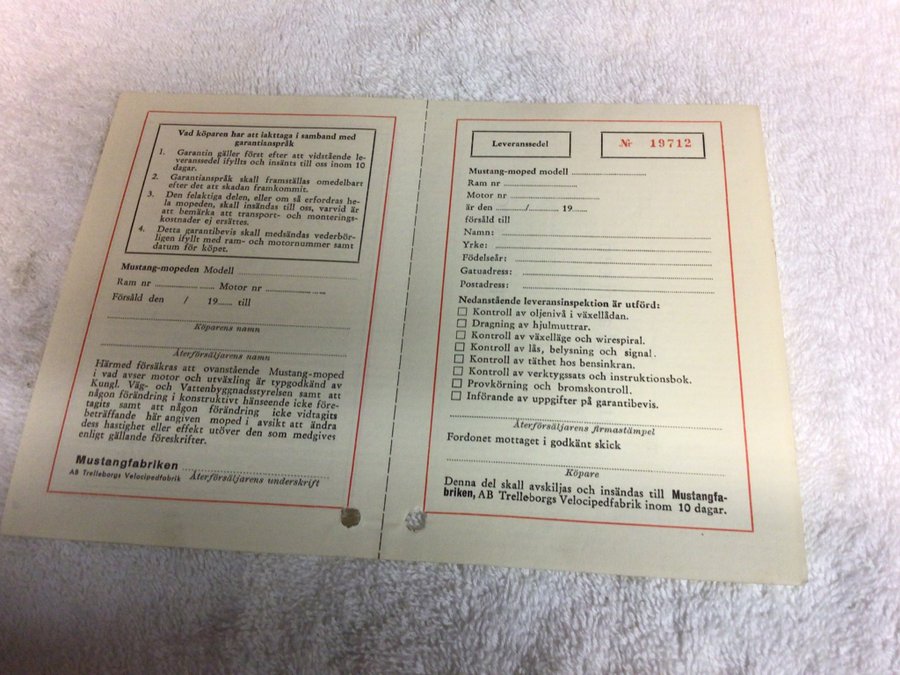 Vad köparen har att iakttaga i samband med
garantianspråk
1. Garantin gäller först efter att vidstående le-
veranssedel ifyllts och insänts till oss inom 10
dagar.
2. Garantianspråk skall framställas omedelbart
efter det att skadan framkommit.
3. Den felaktiga delen, eller om så erfordras he-
la mopeden, skall insändas till oss, varvid är
att bemärka att transport- och monterings-
kostnader ej ersättes.
4. Detta garantibevis skall medsändas vederbör-
ligen ifyllt med ram- och motornummer samt
datum för köpet.
Mustang-mopeden Modell
Ram nr Motor nr
Försåld den / 19 till
Köparens namn
Återförsäljarens namn
Härmed försäkras att ovanstående Mustang-moped
i vad avser motor och utväxling är typgodkänd av
Kungl. Väg- och Vattenbyggnadsstyrelsen samt att
någon förändring i konstruktivt hänseende icke före-
tagits samt att någon förändring icke vidtagits
beträffande här angiven moped i avsikt att ändra
dess hastighet eller effekt utöver den som medgives
enligt gällande föreskrifter.
Mustangfabriken
AB Trelleborgs Velocipedfabrik Återförsäljarens underskrift
Leveranssedel
№ 19712
Mustang-moped modell
Ram nr
Motor nr
är den / 19
försåld till
Namn:
Yrke:
Födelseår:
Gatuadress:
Postadress:
Nedanstående leveransinspektion är utförd:
Kontroll av oljenivå i växellådan.
Dragning av hjulmuttrar.
Kontroll av växelläge och wirespiral.
Kontroll av lås, belysning och signal.
Kontroll av täthet hos bensinkran.
Kontroll av verktygssats och instruktionsbok.
Provkörning och bromskontroll.
Införande av uppgifter på garantibevis.
Återförsäljarens firmastämpel
Fordonet mottaget i godkänt skick
Köpare
Denna del skall avskiljas och insändas till Mustangfa-
briken, AB Trelleborgs Velocipedfabrik inom 10 dagar.